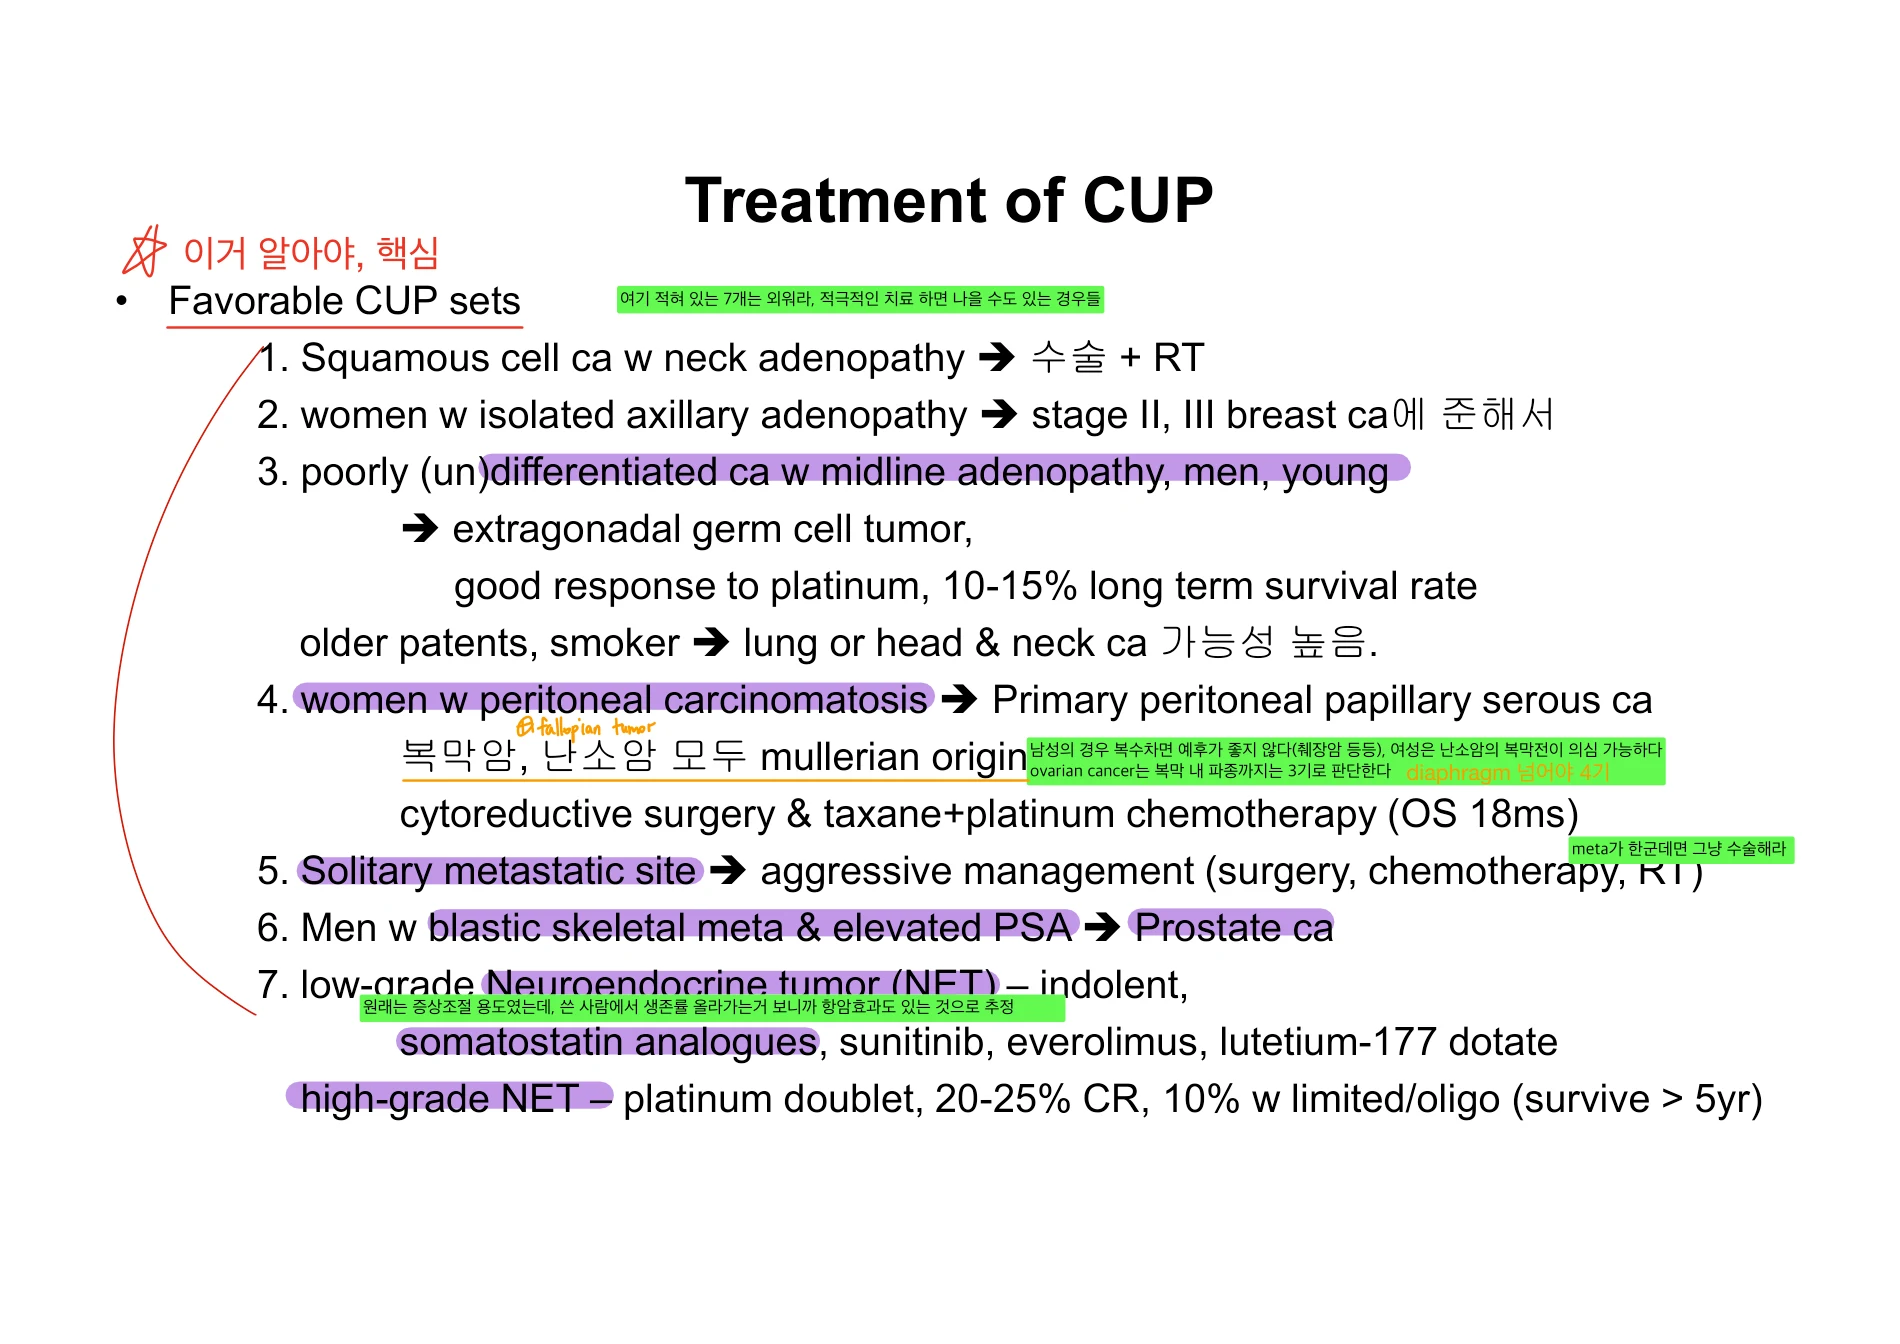 Treatment of CUP
이거 알아야, 핵심
• Favorable CUP sets
여기 적혀 있는 7개는 외워라, 적극적인 치료 하면 나을 수도 있는 경우들
1. Squamous cell ca w neck adenopathy ➔ 수술 + RT
2. women w isolated axillary adenopathy ➔ stage II, III breast ca에 준해서
3. poorly (un)differentiated ca w midline adenopathy, men, young
➔ extragonadal germ cell tumor,
good response to platinum, 10-15% long term survival rate
older patents, smoker ➔ lung or head & neck ca 가능성 높음.
4. women w peritoneal carcinomatosis ➔ Primary peritoneal papillary serous ca
fallopian tumor
복막암, 난소암 모두 mullerian origin
남성의 경우 복수차면 예후가 좋지 않다(췌장암 등등), 여성은 난소암의 복막전이 의심 가능하다
ovarian cancer는 복막 내 파종까지는 3기로 판단한다 diaphragm 넘어야 4기
cytoreductive surgery & taxane+platinum chemotherapy (OS 18ms)
meta가 한군데면 그냥 수술해라
5. Solitary metastatic site ➔ aggressive management (surgery, chemotherapy, RT)
6. Men w blastic skeletal meta & elevated PSA ➔ Prostate ca
7. low-grade Neuroendocrine tumor (NET) – indolent,
원래는 증상조절 용도였는데, 쓴 사람에서 생존률 올라가는거 보니까 항암효과도 있는 것으로 추정
somatostatin analogues, sunitinib, everolimus, lutetium-177 dotate
high-grade NET – platinum doublet, 20-25% CR, 10% w limited/oligo (survive > 5yr)